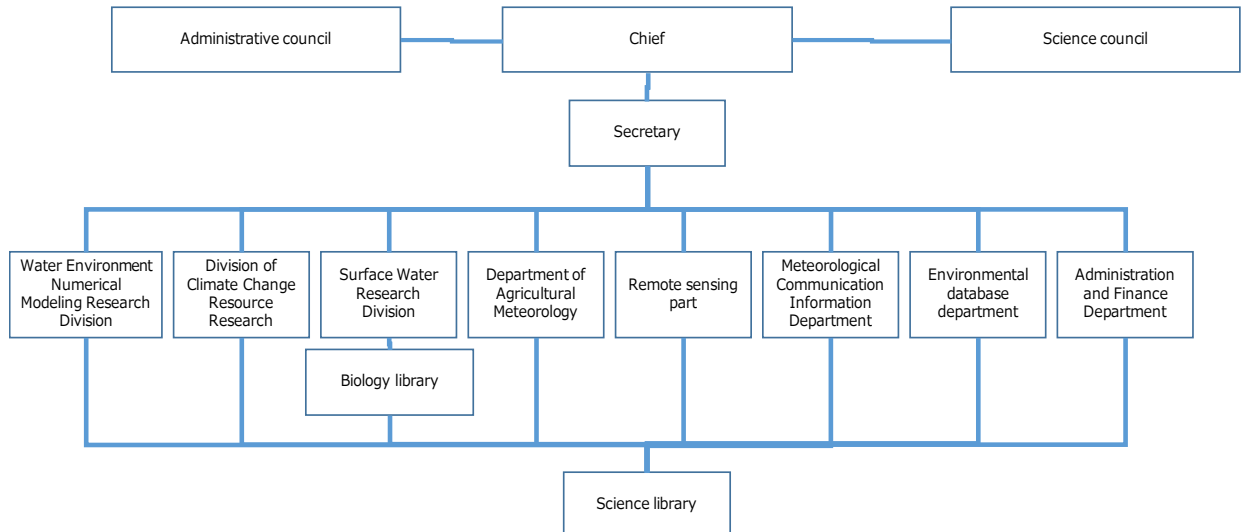 Administrative council
Chief
Science council
Secretary
Water Environment
Numerical
Modeling Research
Division
Division of
Climate Change
Resource
Research
Surface Water
Research
Division
Department of
Agricultural
Meteorology
Remote sensing
part
Meteorological
Communication
Information
Department
Environmental
database
department
Administration
and Finance
Department
Biology library
Science library